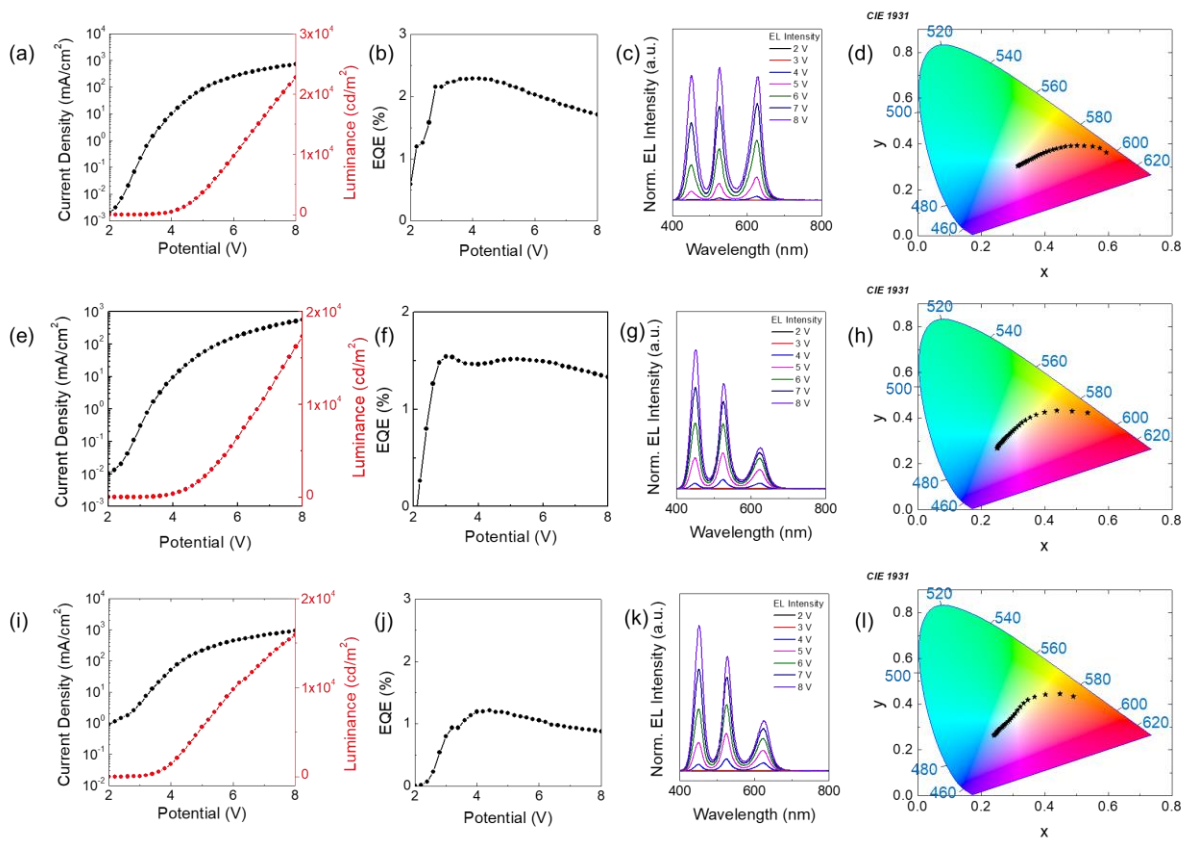 (a)
Current Density (mA/cm²)
10⁴
10³
10²
10¹
10⁰
10⁻¹
10⁻²
10⁻³
2 4 6 8
Potential (V)
3x10⁴
2x10⁴
1x10⁴
0
Luminance (cd/m²)
(b)
EQE (%)
3
2
1
0
2 4 6 8
Potential (V)
(c)
Norm. EL Intensity (a.u.)
EL Intensity
2 V
3 V
4 V
5 V
6 V
7 V
8 V
400 600 800
Wavelength (nm)
(d)
CIE 1931
y
0.8
0.6
0.4
0.2
0.0
520
540
560
580
600
620
500
480
460
0.0 0.2 0.4 0.6 0.8
x
(e)
Current Density (mA/cm²)
10³
10²
10¹
10⁰
10⁻¹
10⁻²
10⁻³
2 4 6 8
Potential (V)
2x10⁴
1x10⁴
0
Luminance (cd/m²)
(f)
EQE (%)
2
1
0
2 4 6 8
Potential (V)
(g)
Norm. EL Intensity (a.u.)
EL Intensity
2 V
3 V
4 V
5 V
6 V
7 V
8 V
400 600 800
Wavelength (nm)
(h)
CIE 1931
y
0.8
0.6
0.4
0.2
0.0
520
540
560
580
600
620
500
480
460
0.0 0.2 0.4 0.6 0.8
x
(i)
Current Density (mA/cm²)
10⁴
10³
10²
10¹
10⁰
10⁻¹
10⁻²
2 4 6 8
Potential (V)
2x10⁴
1x10⁴
0
Luminance (cd/m²)
(j)
EQE (%)
3
2
1
0
2 4 6 8
Potential (V)
(k)
Norm. EL Intensity (a.u.)
EL Intensity
2 V
3 V
4 V
5 V
6 V
7 V
8 V
400 600 800
Wavelength (nm)
(l)
CIE 1931
y
0.8
0.6
0.4
0.2
0.0
520
540
560
580
600
620
500
480
460
0.0 0.2 0.4 0.6 0.8
x